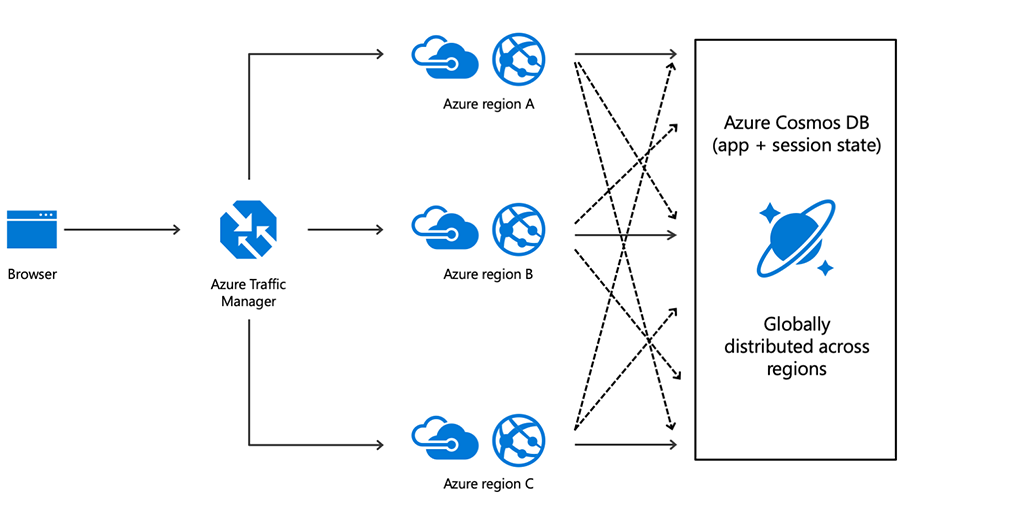 Browser
Azure Traffic
Manager
Azure region A
Azure region B
Azure region C
Azure Cosmos DB
(app + session state)
Globally
distributed across
regions